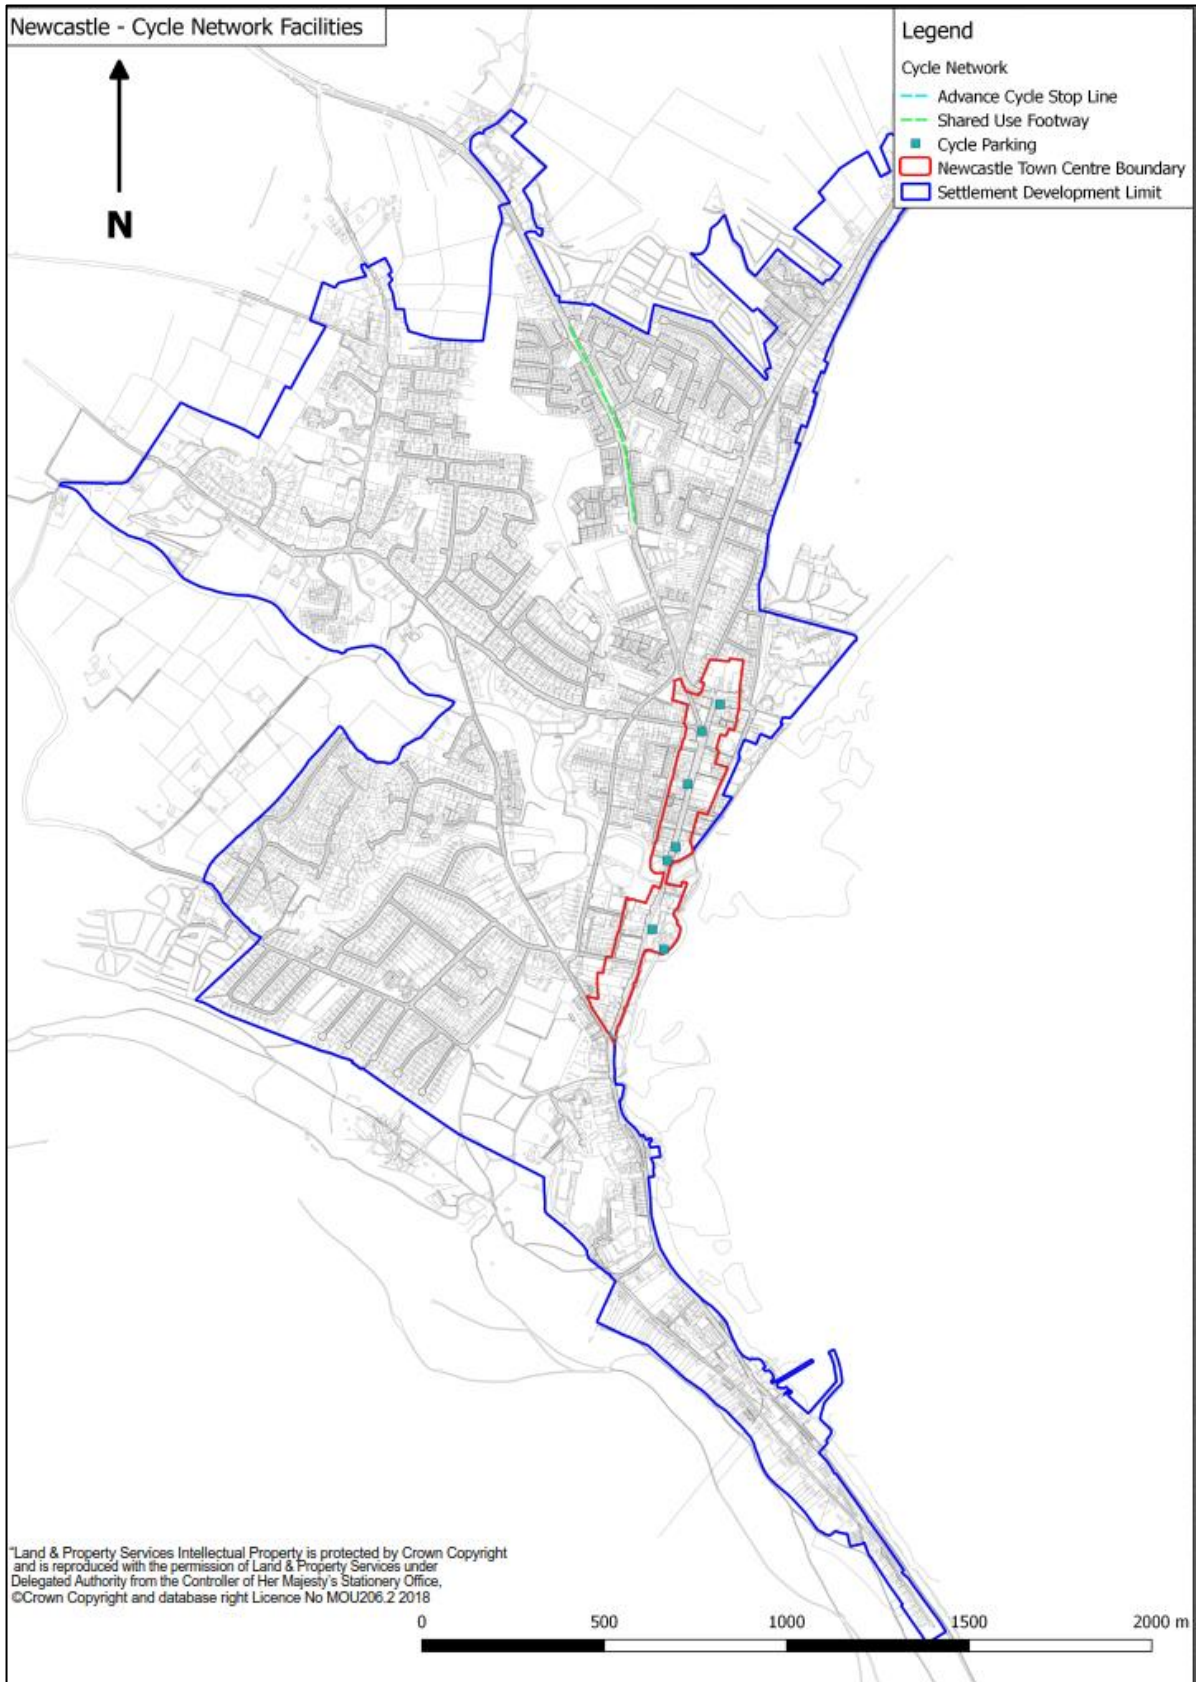 Newcastle - Cycle Network Facilities
N
Legend
Cycle Network
Advance Cycle Stop Line
Shared Use Footway
Cycle Parking
Newcastle Town Centre Boundary
Settlement Development Limit
"Land & Property Services Intellectual Property is protected by Crown Copyright
and is reproduced with the permission of Land & Property Services under
Delegated Authority from the Controller of Her Majesty's Stationery Office,
©Crown Copyright and database right Licence No MOU206.2 2018
0 500 1000 1500 2000 m